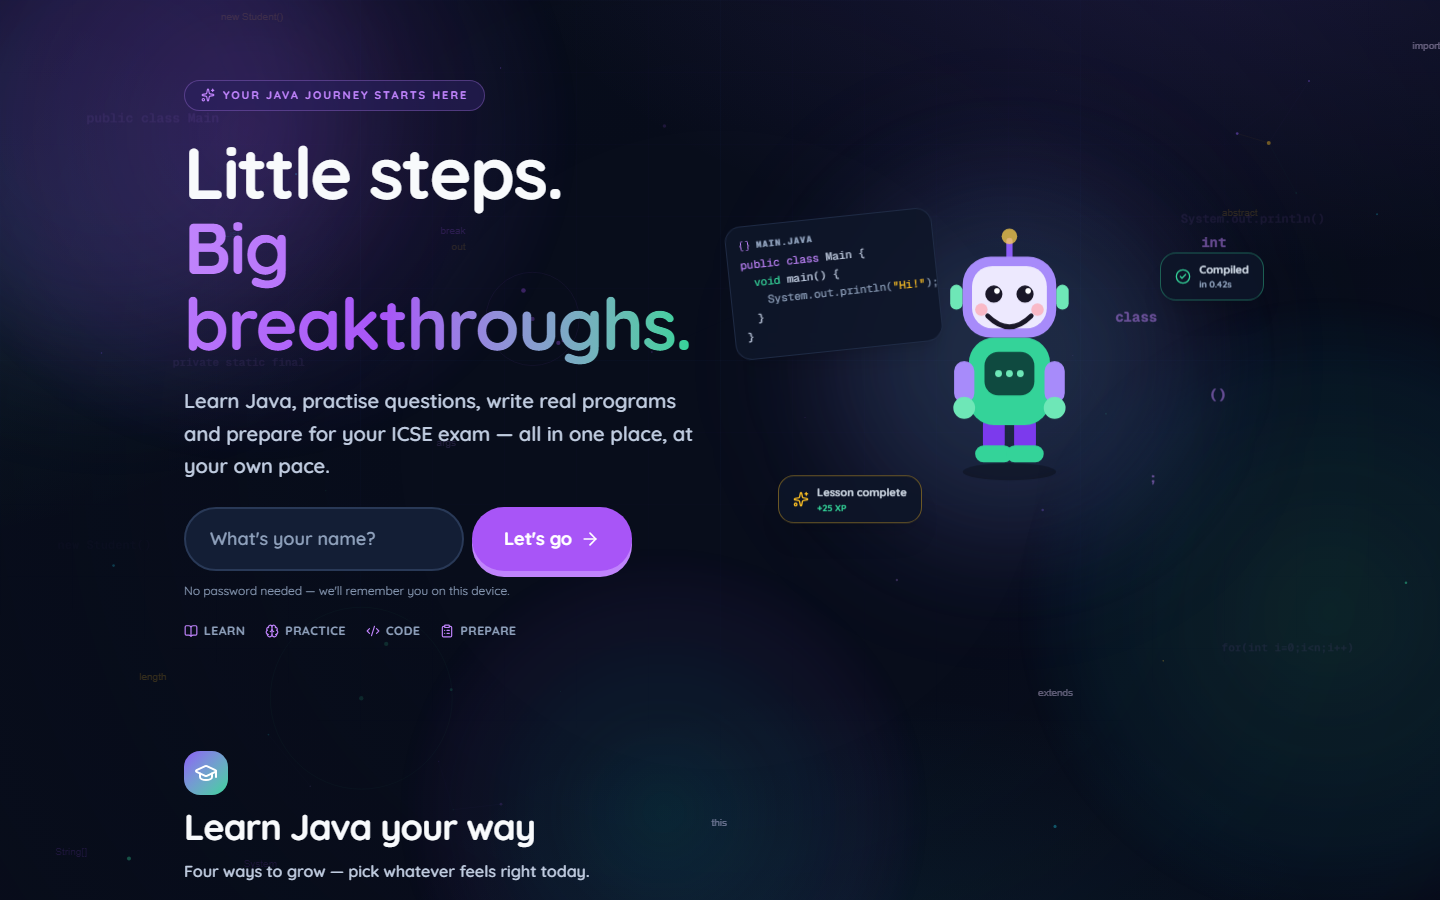 new Student()
import
YOUR JAVA JOURNEY STARTS HERE
public class Main
Little steps.
Big
breakthroughs.
break
out
private static final
Learn Java, practise questions, write real programs
and prepare for your ICSE exam — all in one place, at
your own pace.
What's your name?
Let's go
No password needed — we'll remember you on this device.
LEARN
PRACTICE
CODE
PREPARE
{} MAIN.JAVA
public class Main {
void main() {
System.out.println("Hi!");
}
}
abstract
System.out.println()
int
Compiled
in 0.42s
class
()
;
Lesson complete
+25 XP
for(int i=0;i<n;i++)
length
extends
Learn Java your way
this
String[]
Four ways to grow — pick whatever feels right today.